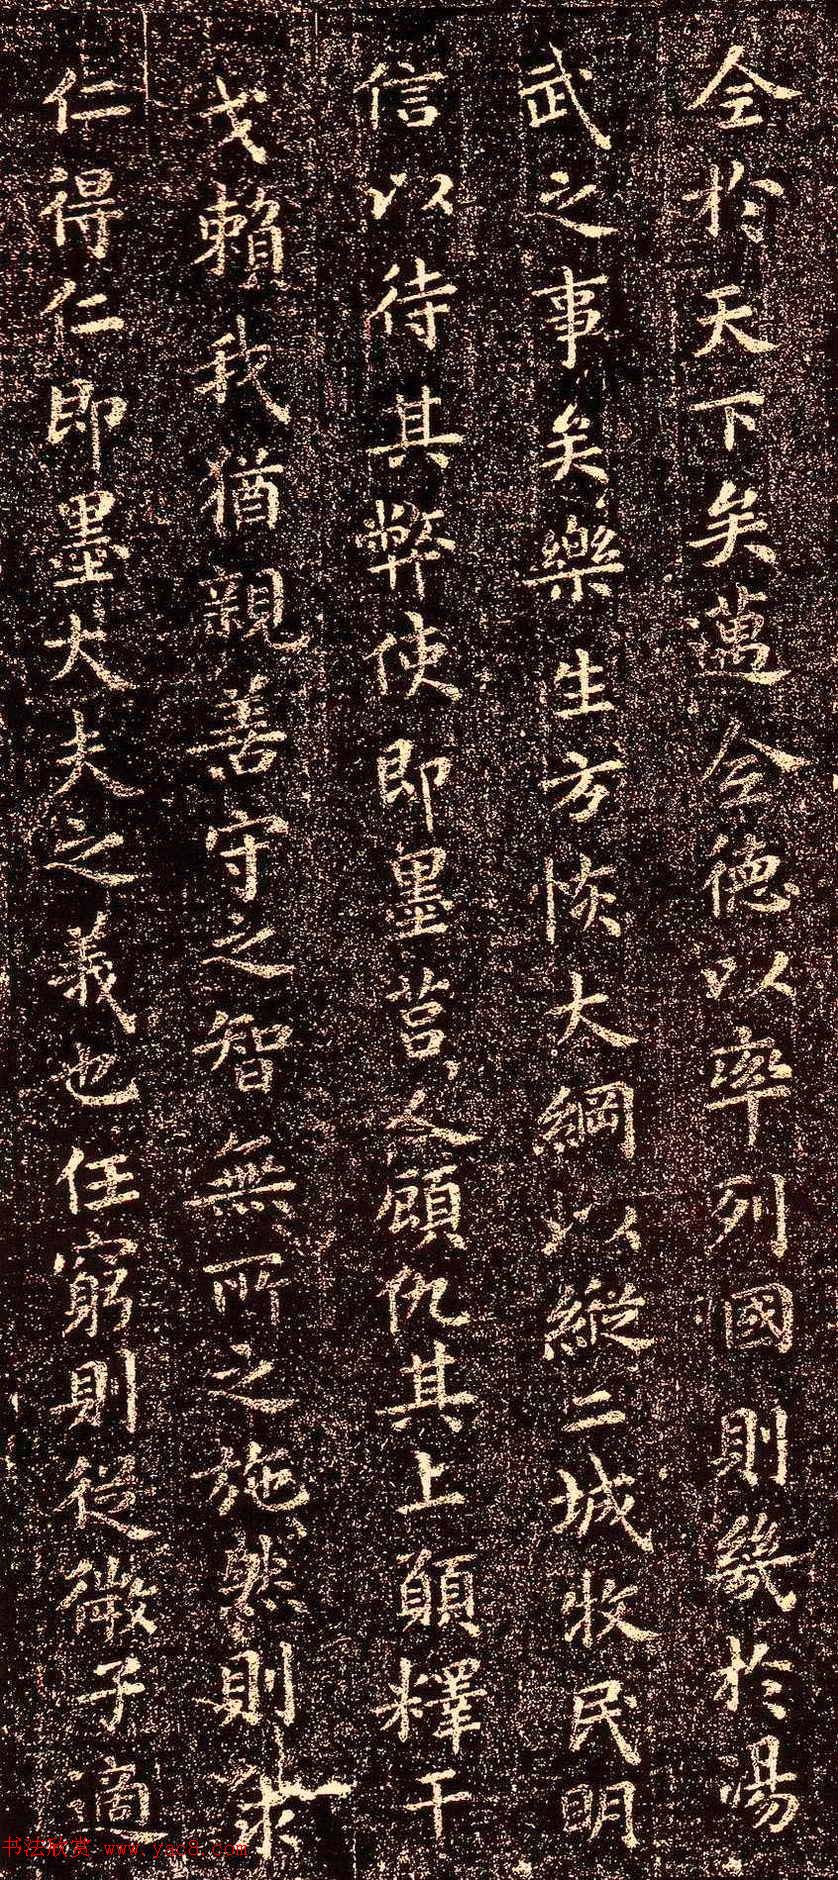 全於天下矣邁全德以率列國則幾於湯
武之事矣樂生方恢大綱以縱二城收民明
信以待其弊使即墨莒人顧仇其上願釋干
戈賴我猶親善守之智無所之施然則求
仁得仁即墨大夫之義也任窮則從微子適
书法欣赏 www.yac8.com